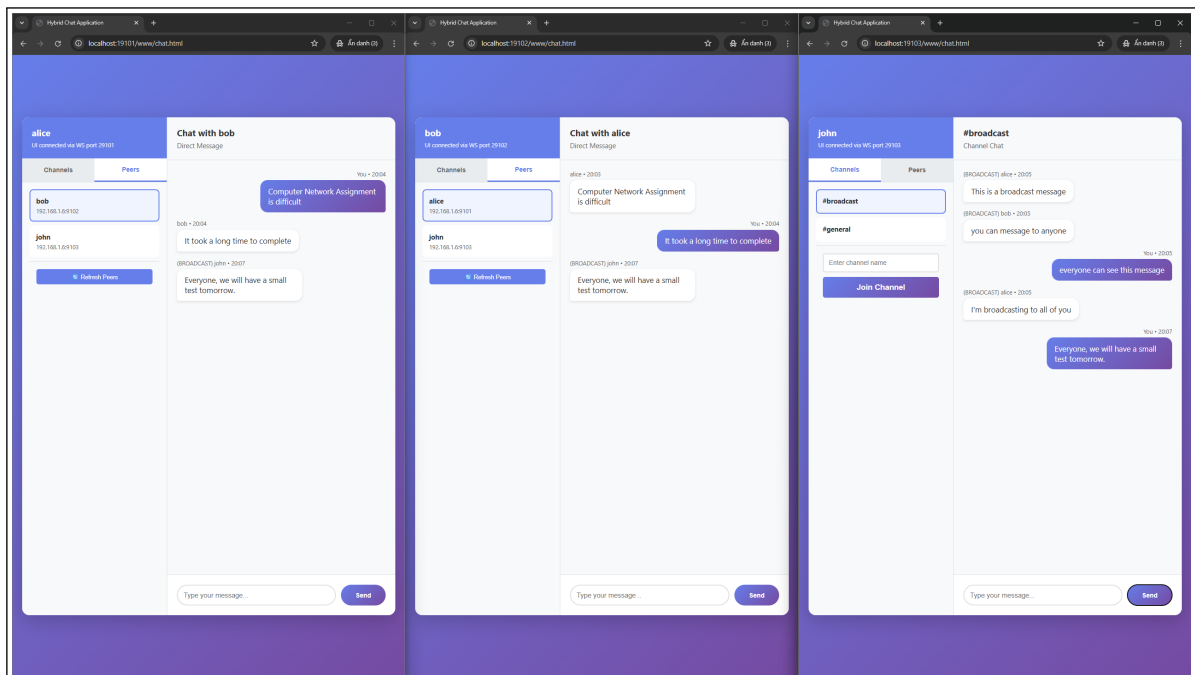 Hybrid Chat Application
localhost:19101/www/chat.html
Ẩn danh (3)
alice
UI connected via WS port 29101
Channels
Peers
bob
192.168.1.6:9102
john
192.168.1.6:9103
Refresh Peers
Chat with bob
Direct Message
You • 20:04
Computer Network Assignment
is difficult
bob • 20:04
It took a long time to complete
(BROADCAST) john • 20:07
Everyone, we will have a small
test tomorrow.
Type your message...
Send
Hybrid Chat Application
localhost:19102/www/chat.html
Ẩn danh (3)
bob
UI connected via WS port 29102
Channels
Peers
alice
192.168.1.6:9101
john
192.168.1.6:9103
Refresh Peers
Chat with alice
Direct Message
alice • 20:03
Computer Network Assignment
is difficult
You • 20:04
It took a long time to complete
(BROADCAST) john • 20:07
Everyone, we will have a small
test tomorrow.
Type your message...
Send
Hybrid Chat Application
localhost:19103/www/chat.html
Ẩn danh (3)
john
UI connected via WS port 29103
Channels
Peers
#broadcast
#general
Enter channel name
Join Channel
#broadcast
Channel Chat
(BROADCAST) alice • 20:05
This is a broadcast message
(BROADCAST) bob • 20:05
you can message to anyone
You • 20:05
everyone can see this message
(BROADCAST) alice • 20:05
I'm broadcasting to all of you
You • 20:07
Everyone, we will have a small
test tomorrow.
Type your message...
Send